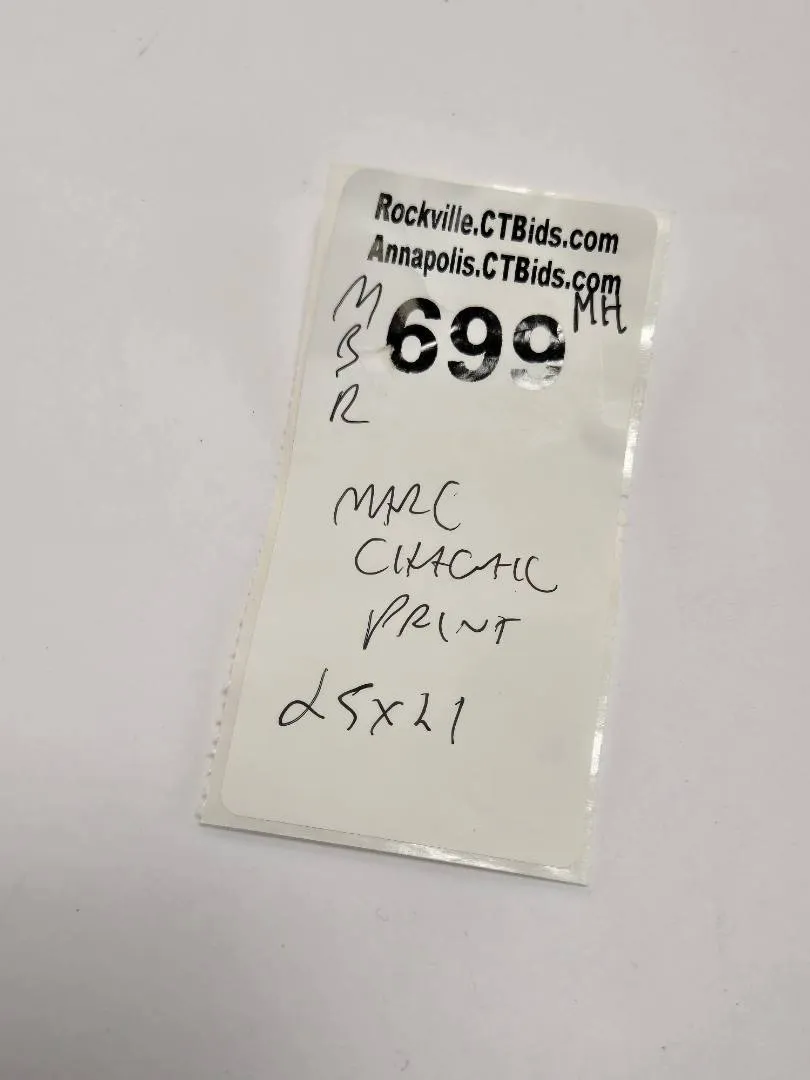 Rockville.CTBids.com
Annapolis.CTBids.com
MH
M
B
R
699
MARC
CHAGALL
PRINT
25x21